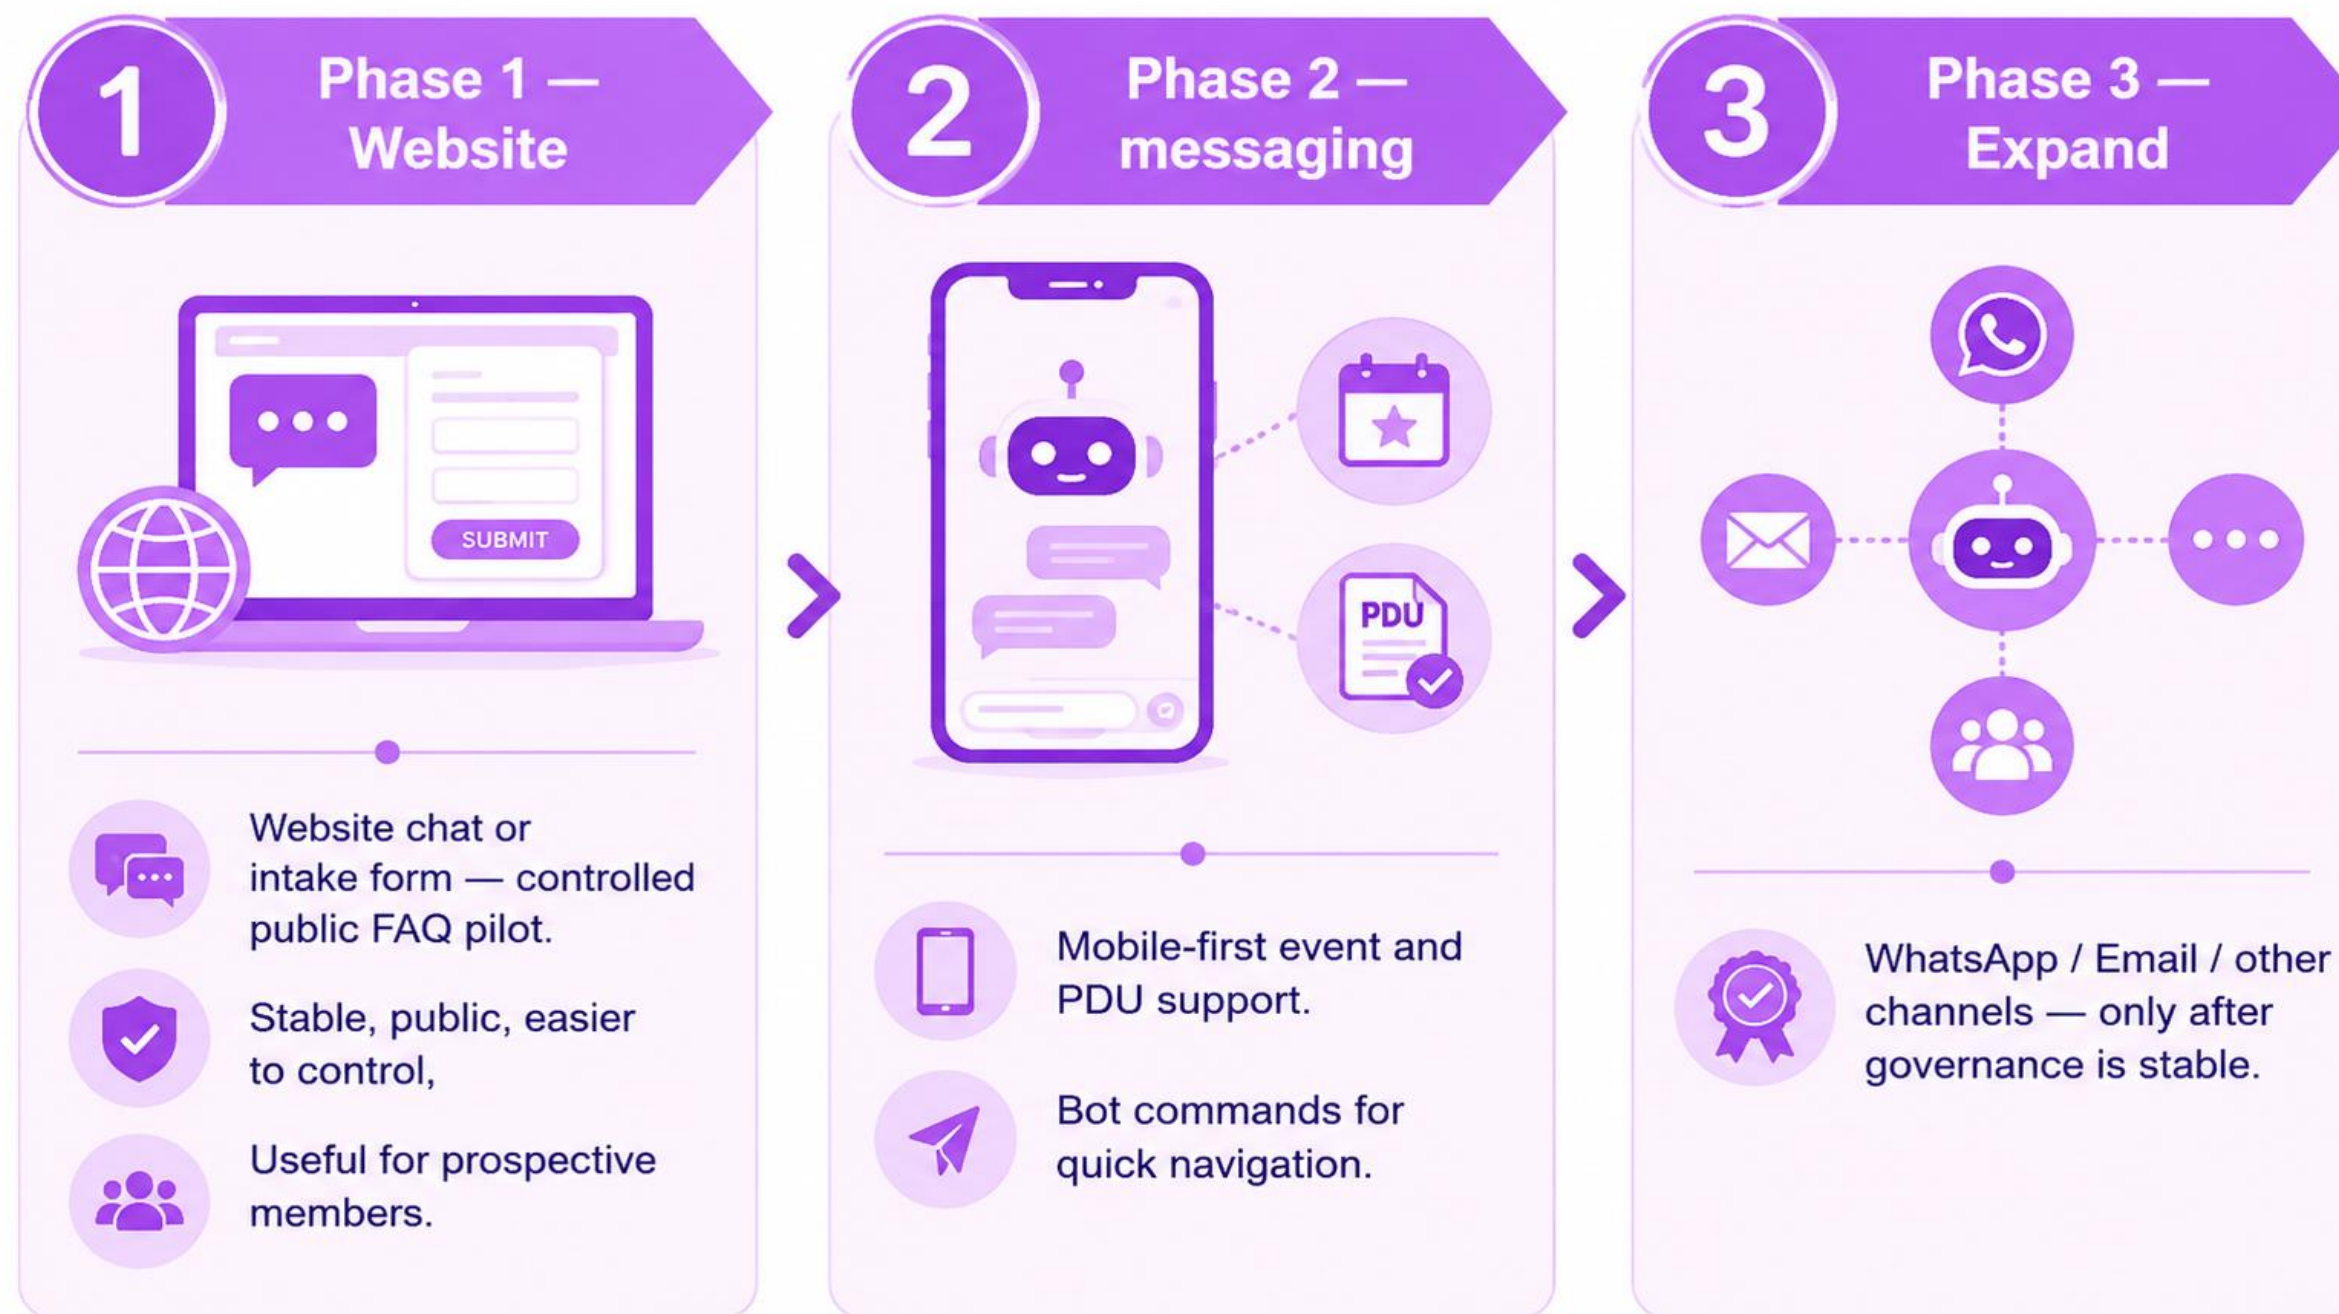 1
Phase 1 —
Website
SUBMIT
Website chat or
intake form — controlled
public FAQ pilot.
Stable, public, easier
to control,
Useful for prospective
members.
2
Phase 2 —
messaging
PDU
Mobile-first event and
PDU support.
Bot commands for
quick navigation.
3
Phase 3 —
Expand
WhatsApp / Email / other
channels — only after
governance is stable.